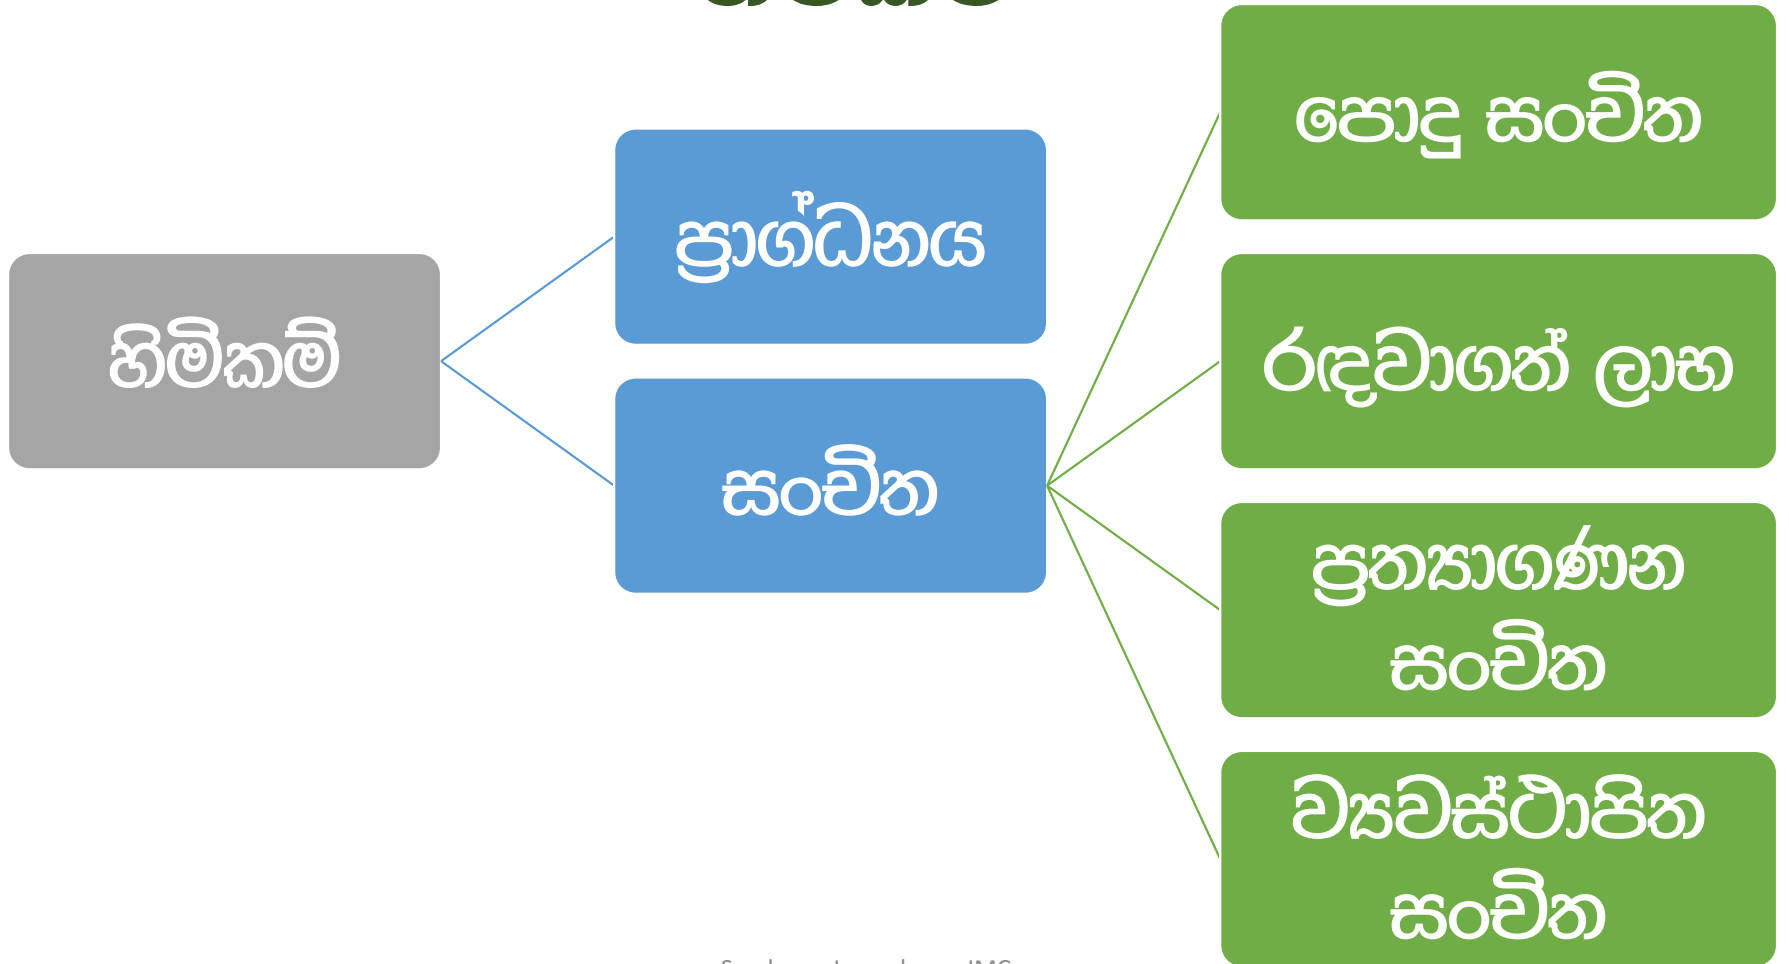 හිමිකම්
ප්‍රාග්ධනය
සංචිත
පොදු සංචිත
රඳවාගත් ලාභ
ප්‍රත්‍යාගණන
සංචිත
ව්‍යවස්ථාපිත
සංචිත